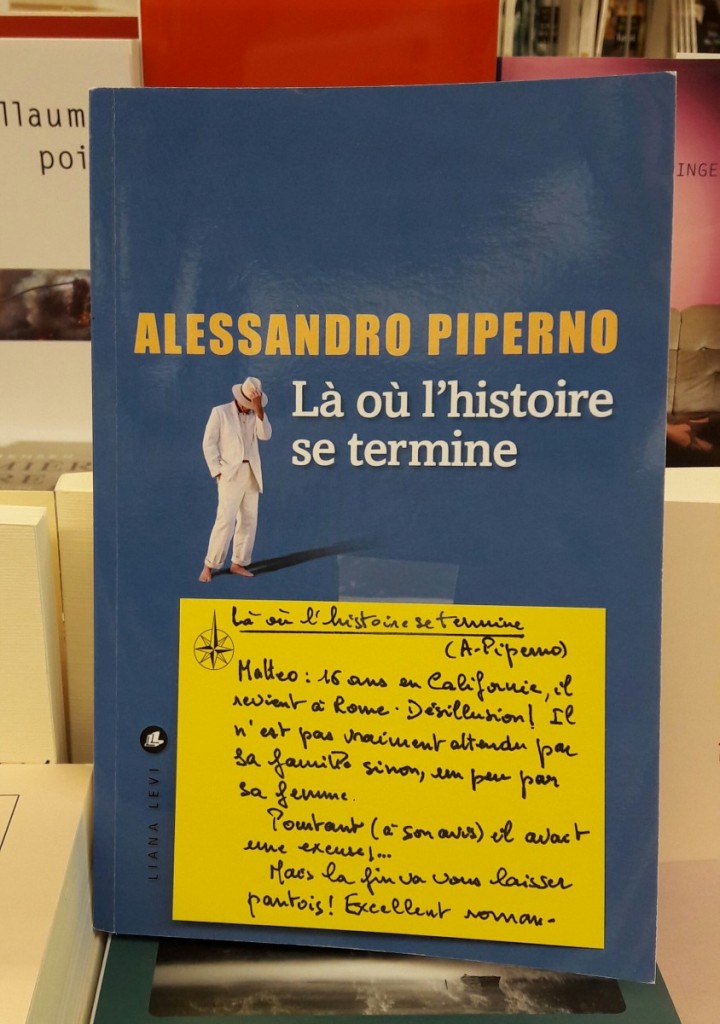 llaum
poi
INGE
ALESSANDRO PIPERNO
Là où l'histoire
se termine
Là où l'histoire se termine
(A. Piperno)
Matteo : 16 ans en Californie, il
revient à Rome. Désillusion! Il
n'est pas vraiment attendu par
sa famille sinon, un peu par
sa femme.
Pourtant (à son avis) il avait
une excuse!...
Mais la fin va vous laisser
pantois! Excellent roman.
LIANA LEVI